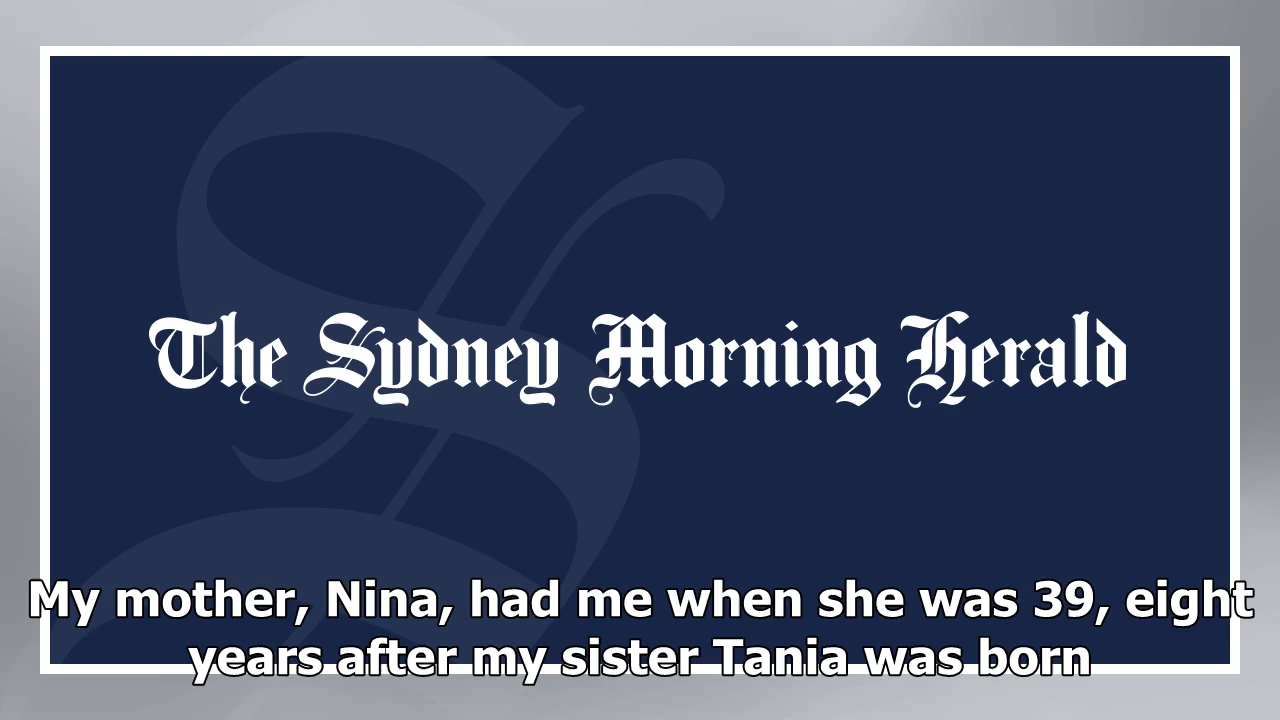 The Sydney Morning Herald
My mother, Nina, had me when she was 39, eight
years after my sister Tania was born